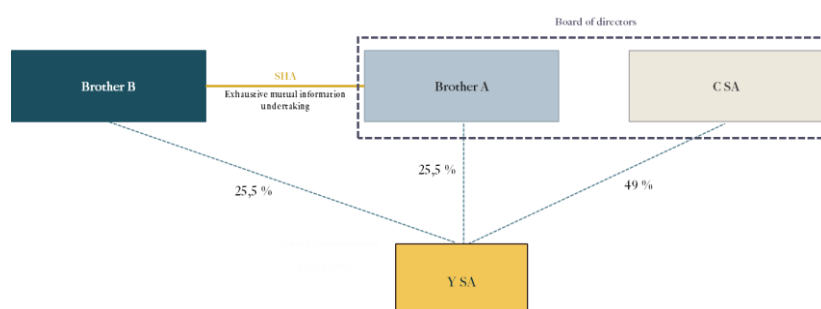 Board of directors
Brother B
SHA
Exhaustive mutual information
undertaking
Brother A
C SA
25,5 %
25,5 %
49 %
Y SA